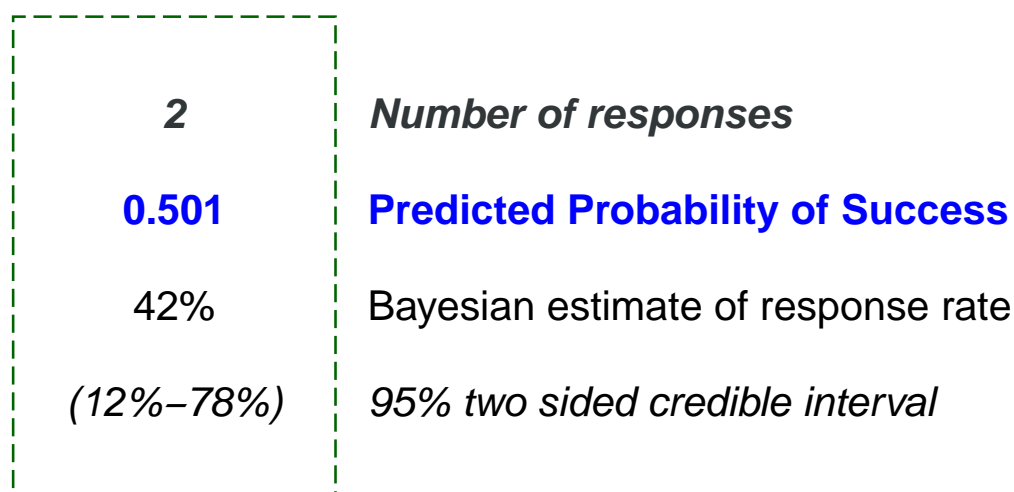 2 Number of responses
0.501 Predicted Probability of Success
42% Bayesian estimate of response rate
(12%–78%) 95% two sided credible interval